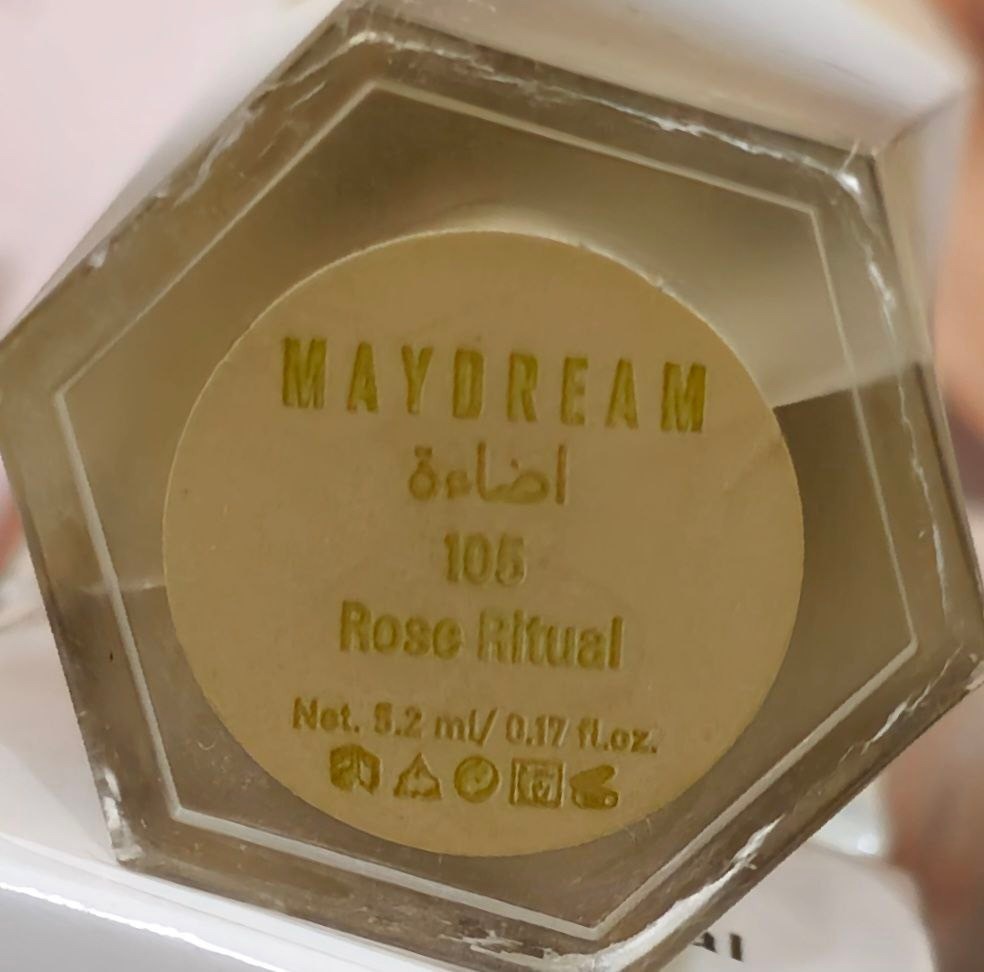 MAYDREAM
اضاءة
105
Rose Ritual
Net. 5.2 ml/ 0.17 fl.oz.